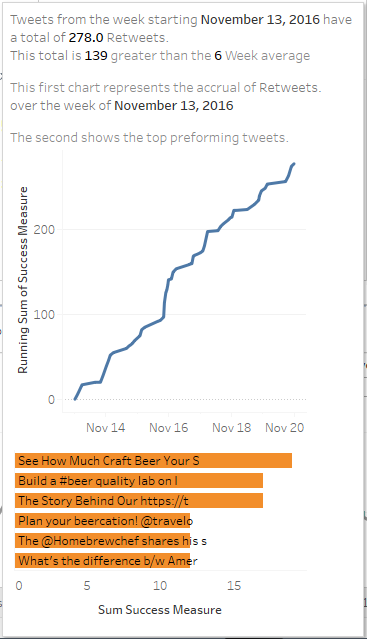 Tweets from the week starting November 13, 2016 have
a total of 278.0 Retweets.
This total is 139 greater than the 6 Week average
This first chart represents the accrual of Retweets.
over the week of November 13, 2016
The second shows the top preforming tweets.
Running Sum of Success Measure
200
100
0
Nov 14 Nov 16 Nov 18 Nov 20
See How Much Craft Beer Your S
Build a #beer quality lab on l
The Story Behind Our https://t
Plan your beercation! @travelo
The @Homebrewchef shares his s
What's the difference b/w Amer
0 5 10 15
Sum Success Measure